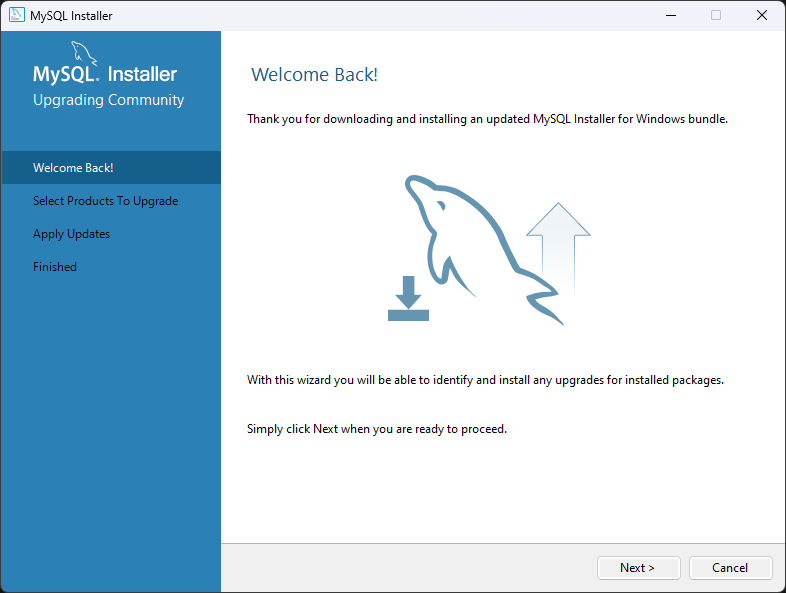 MySQL Installer
MySQL. Installer
Upgrading Community
Welcome Back!
Select Products To Upgrade
Apply Updates
Finished
Welcome Back!
Thank you for downloading and installing an updated MySQL Installer for Windows bundle.
With this wizard you will be able to identify and install any upgrades for installed packages.
Simply click Next when you are ready to proceed.
Next >
Cancel